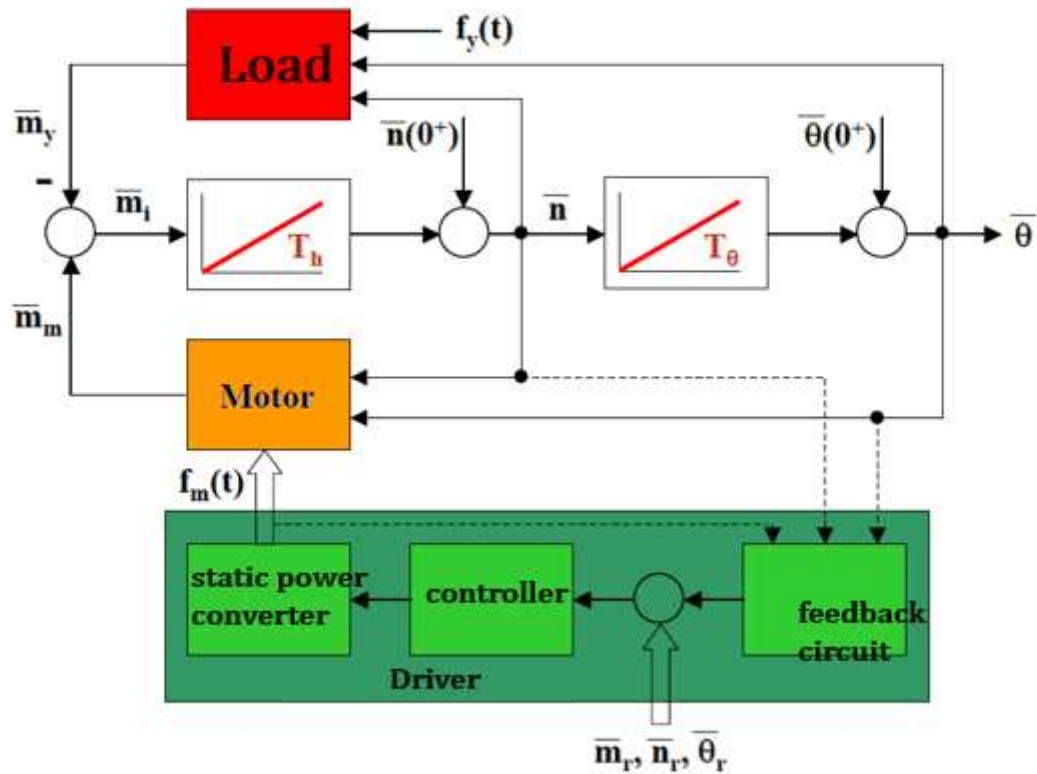 Load
f_y(t)
m̅_y
n̅(0⁺)
θ̅(0⁺)
-
m̅_i
T_h
n̅
T_θ
θ̅
m̅_m
Motor
f_m(t)
static power
converter
controller
feedback
circuit
Driver
m̅_r, n̅_r, θ̅_r